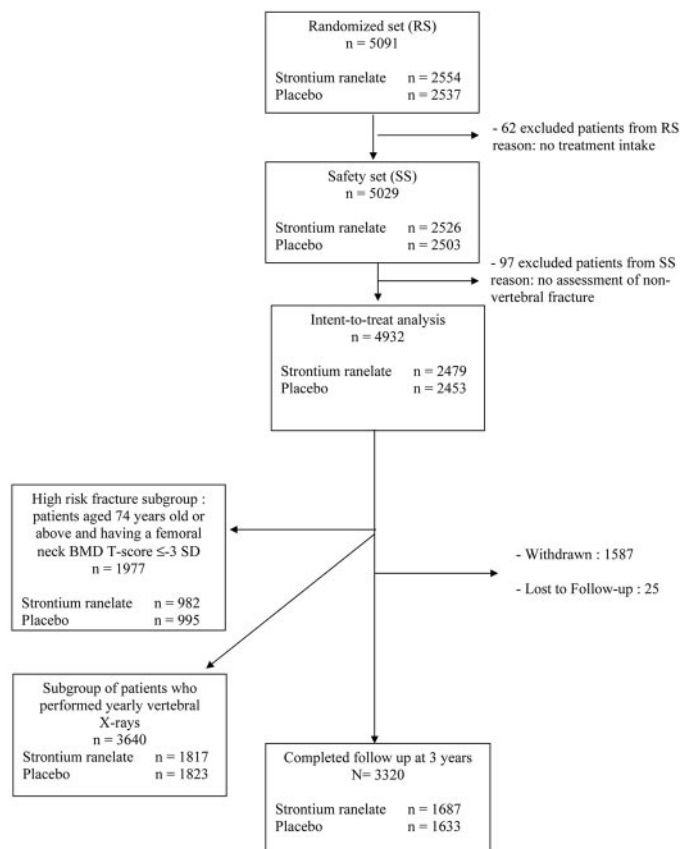 Randomized set (RS)
n = 5091
Strontium ranelate n = 2554
Placebo n = 2537
- 62 excluded patients from RS
reason: no treatment intake
Safety set (SS)
n = 5029
Strontium ranelate n = 2526
Placebo n = 2503
- 97 excluded patients from SS
reason: no assessment of non-
vertebral fracture
Intent-to-treat analysis
n = 4932
Strontium ranelate n = 2479
Placebo n = 2453
High risk fracture subgroup :
patients aged 74 years old or
above and having a femoral
neck BMD T-score ≤-3 SD
n = 1977
Strontium ranelate n = 982
Placebo n = 995
- Withdrawn : 1587
- Lost to Follow-up : 25
Subgroup of patients who
performed yearly vertebral
X-rays
n = 3640
Strontium ranelate n = 1817
Placebo n = 1823
Completed follow up at 3 years
N= 3320
Strontium ranelate n = 1687
Placebo n = 1633